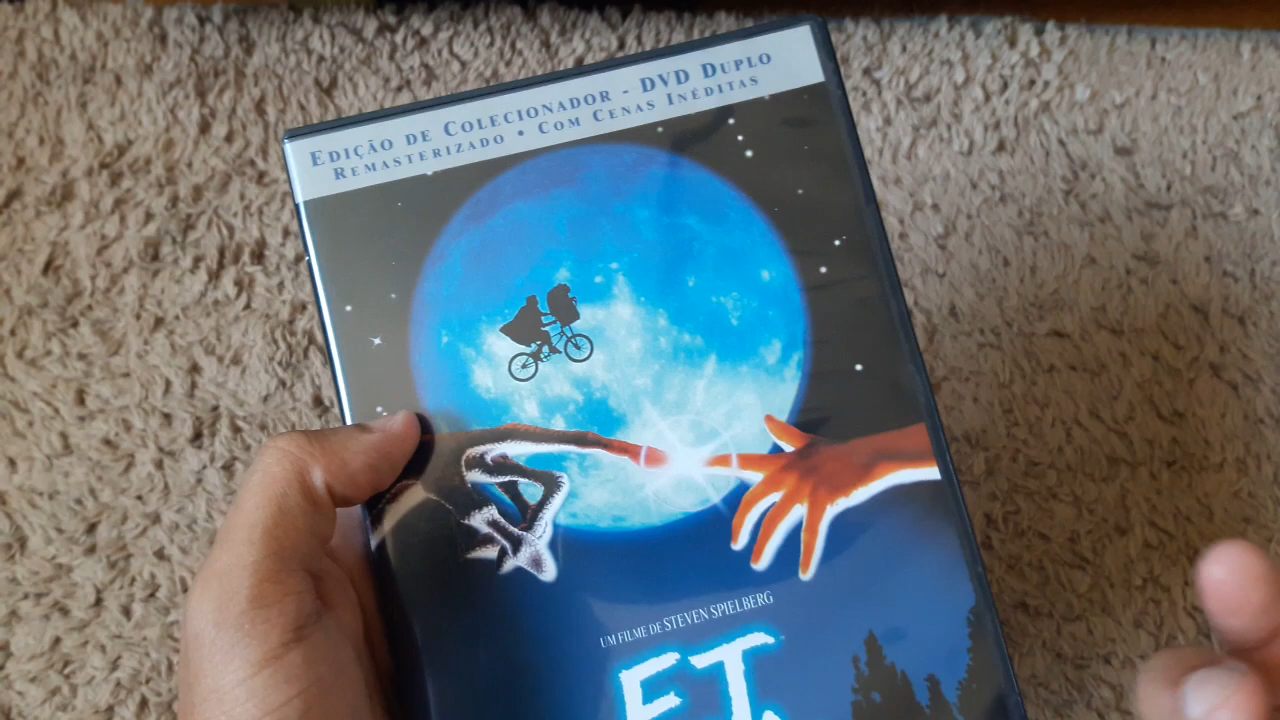 EDIÇÃO DE COLECIONADOR - DVD DUPLO
REMASTERIZADO • COM CENAS INÉDITAS
UM FILME DE STEVEN SPIELBERG
E.T.